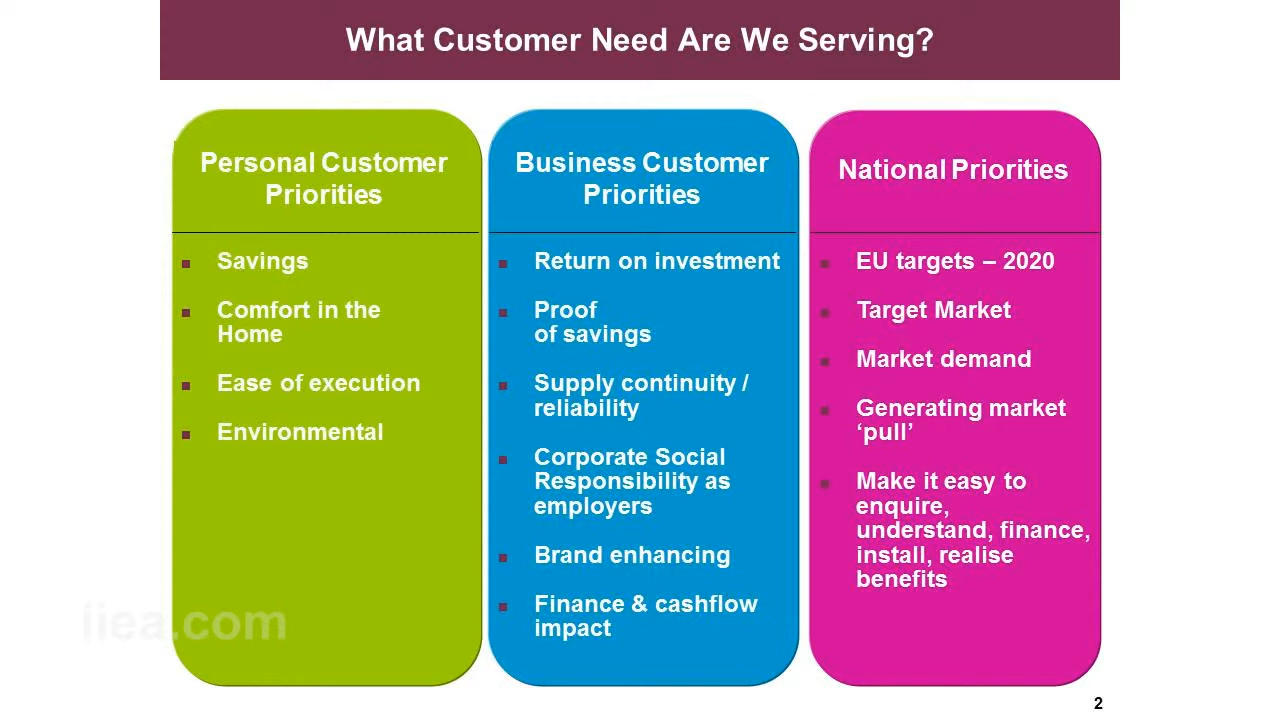 What Customer Need Are We Serving?
Personal Customer
Priorities
Savings
Comfort in the
Home
Ease of execution
Environmental
Business Customer
Priorities
Return on investment
Proof
of savings
Supply continuity /
reliability
Corporate Social
Responsibility as
employers
Brand enhancing
Finance & cashflow
impact
National Priorities
EU targets – 2020
Target Market
Market demand
Generating market
‘pull’
Make it easy to
enquire,
understand, finance,
install, realise
benefits
iiea.com
2